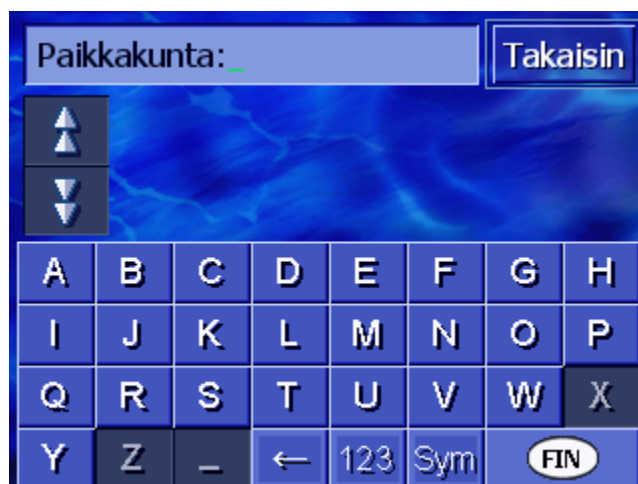 Paikkakunta:_ Takaisin
A B C D E F G H
I J K L M N O P
Q R S T U V W X
Y Z _ ← 123 Sym FIN